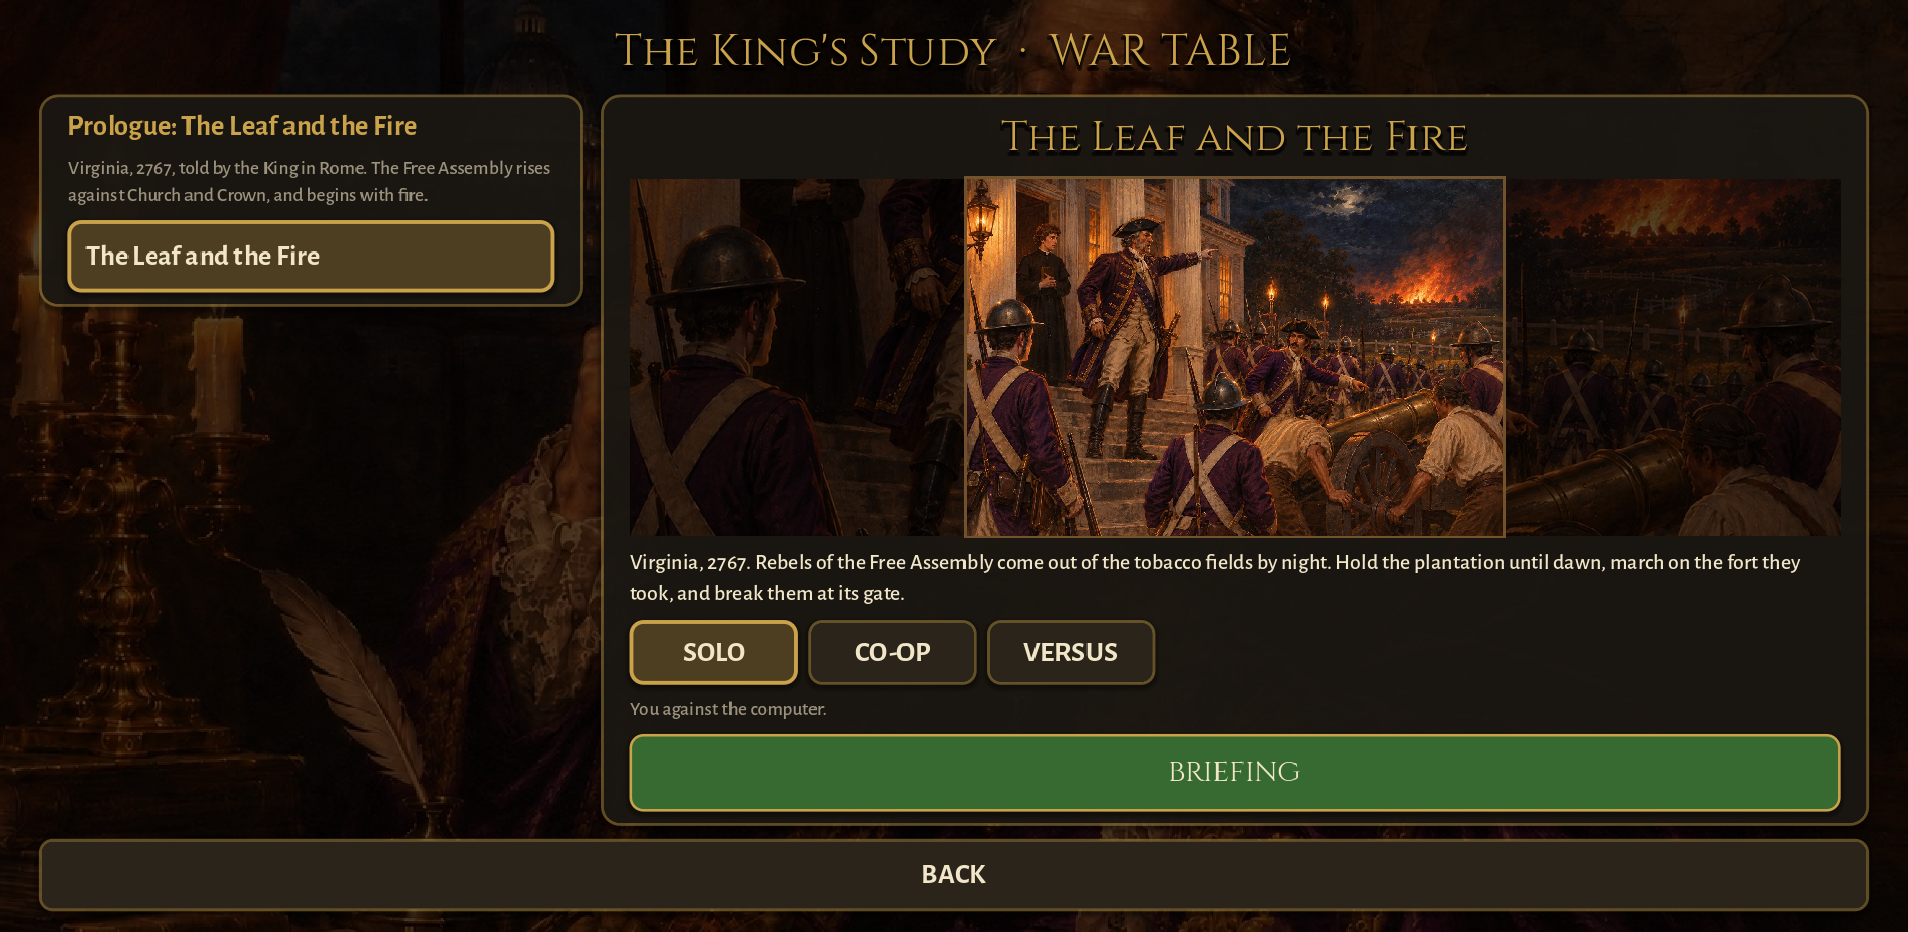 The King's Study · WAR TABLE
Prologue: The Leaf and the Fire
Virginia, 2767, told by the King in Rome. The Free Assembly rises
against Church and Crown, and begins with fire.
The Leaf and the Fire
The Leaf and the Fire
Virginia, 2767. Rebels of the Free Assembly come out of the tobacco fields by night. Hold the plantation until dawn, march on the fort they
took, and break them at its gate.
SOLO
CO-OP
VERSUS
You against the computer.
BRIEFING
BACK